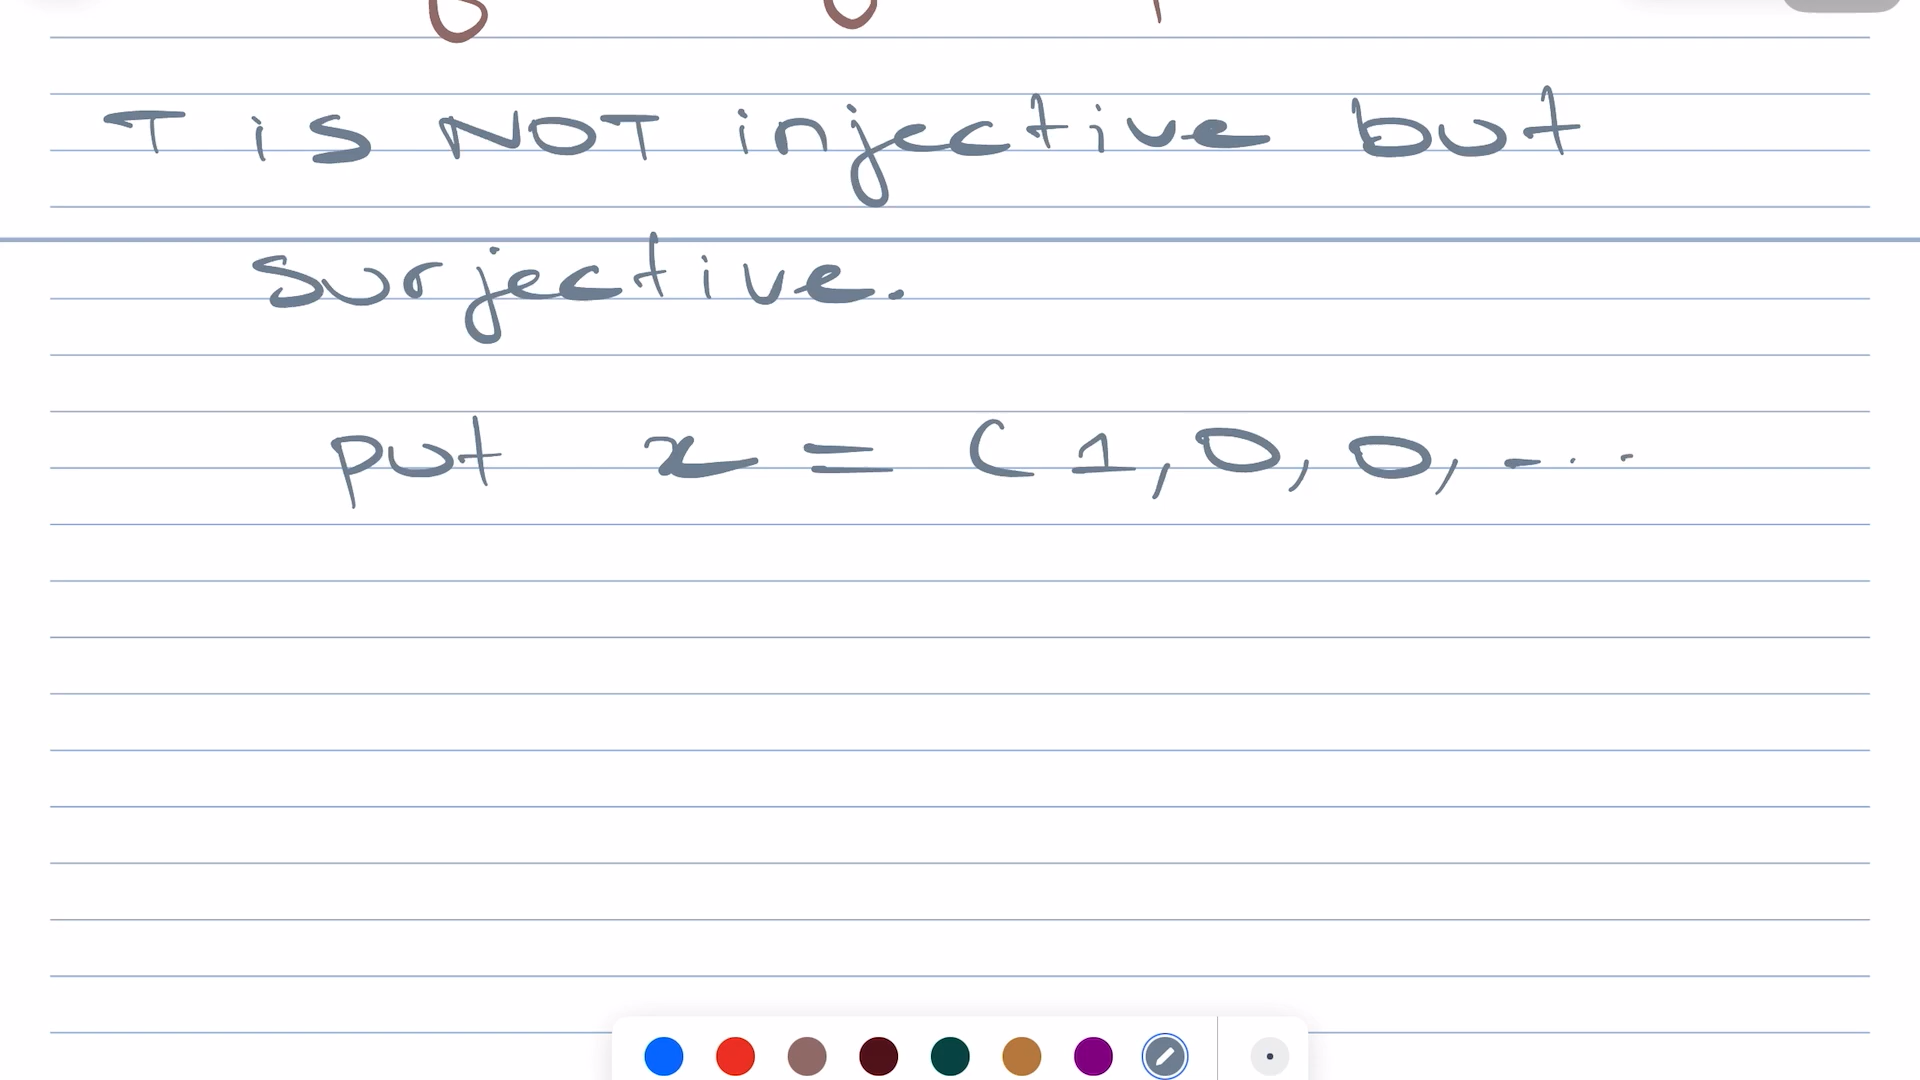 T is NOT injective but
surjective.
put x = ( 1, 0, 0, ....